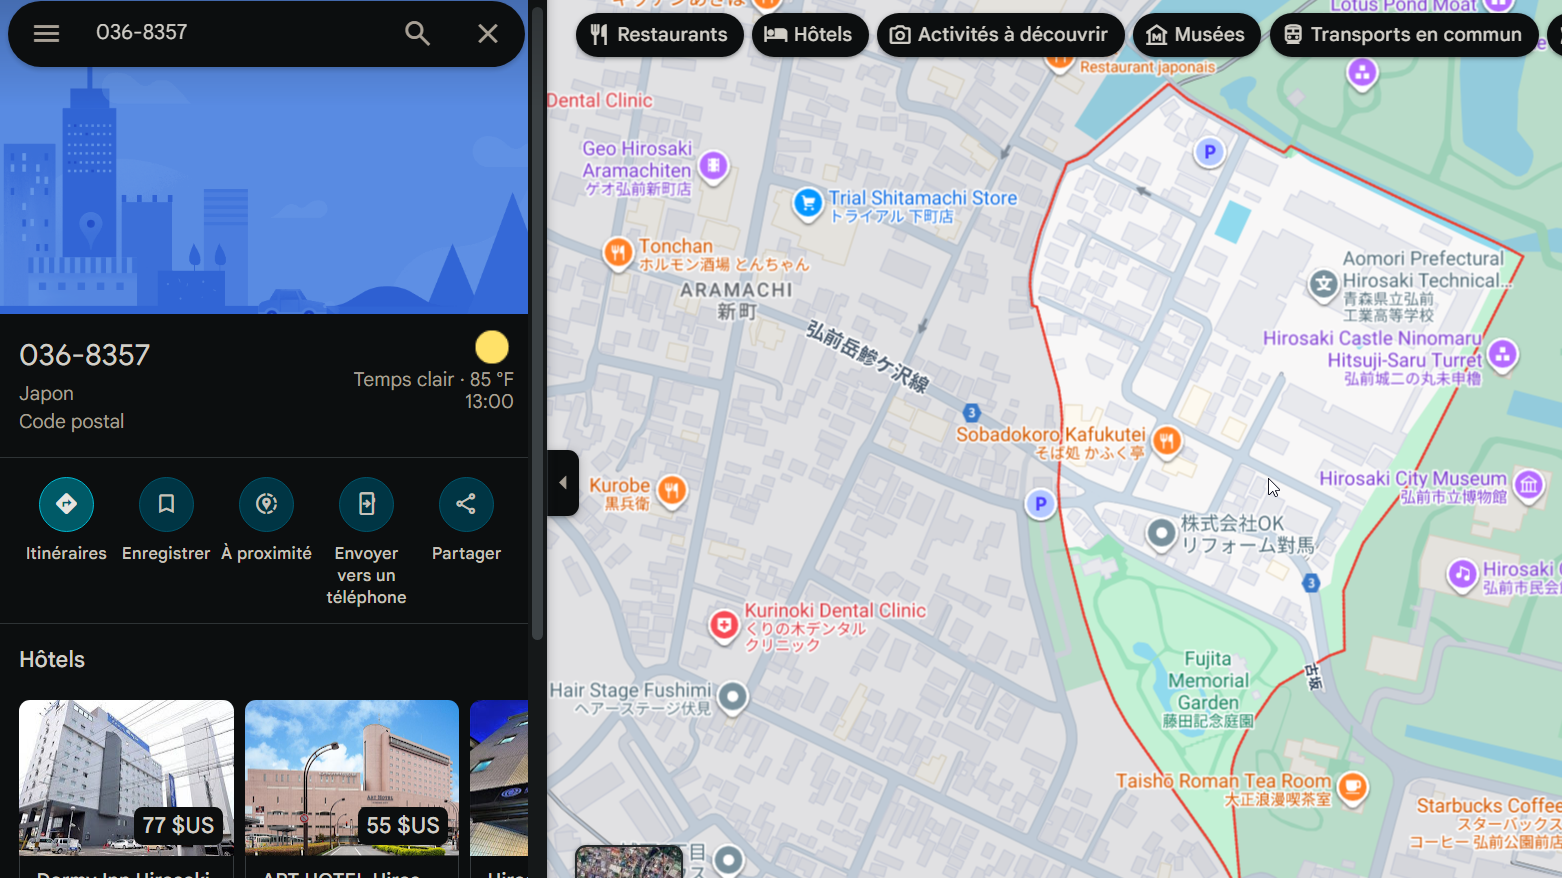 036-8357
036-8357
Japon
Code postal
Temps clair · 85 °F
13:00
Itinéraires
Enregistrer
À proximité
Envoyer
vers un
téléphone
Partager
Hôtels
77 $US
55 $US
Restaurants
Hôtels
Activités à découvrir
Musées
Transports en commun
Lotus Pond Moat
Restaurant japonais
Dental Clinic
Geo Hirosaki
Aramachiten
ゲオ弘前新町店
Trial Shitamachi Store
トライアル 下町店
Tonchan
ホルモン酒場 とんちゃん
ARAMACHI
新町
弘前岳鰺ケ沢線
3
P
Aomori Prefectural
Hirosaki Technical...
青森県立弘前
工業高等学校
Hirosaki Castle Ninomaru
Hitsuji-Saru Turret
弘前城二の丸未申櫓
Sobadokoro Kafukutei
そば処 かふく亭
Kurobe
黒兵衛
P
Hirosaki City Museum
弘前市立博物館
株式会社OK
リフォーム對馬
3
Hirosaki
弘前市民会
Kurinoki Dental Clinic
くりの木デンタル
クリニック
Hair Stage Fushimi
ヘアーステージ伏見
Fujita
Memorial
Garden
藤田記念庭園
古坂
Taishō Roman Tea Room
大正浪漫喫茶室
Starbucks Coffee
スターバックス
コーヒー 弘前公園前店